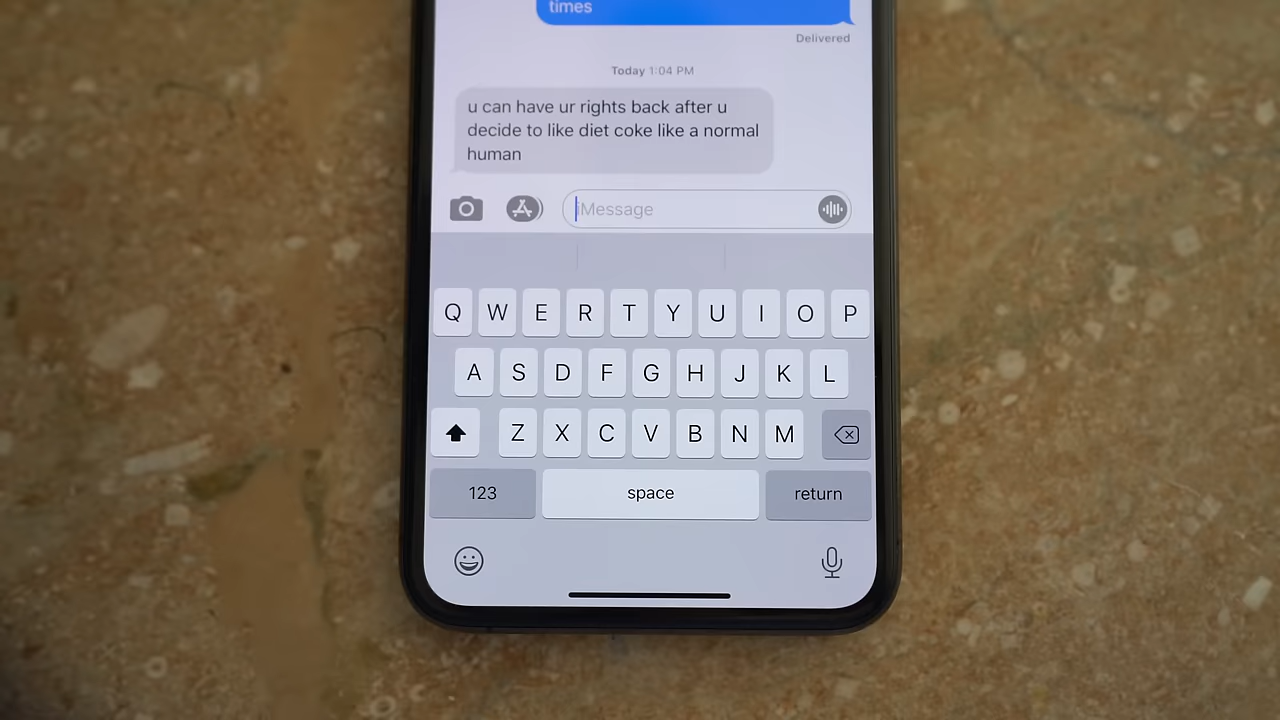 times
Delivered
Today 1:04 PM
u can have ur rights back after u
decide to like diet coke like a normal
human
iMessage
Q W E R T Y U I O P
A S D F G H J K L
Z X C V B N M
123 space return